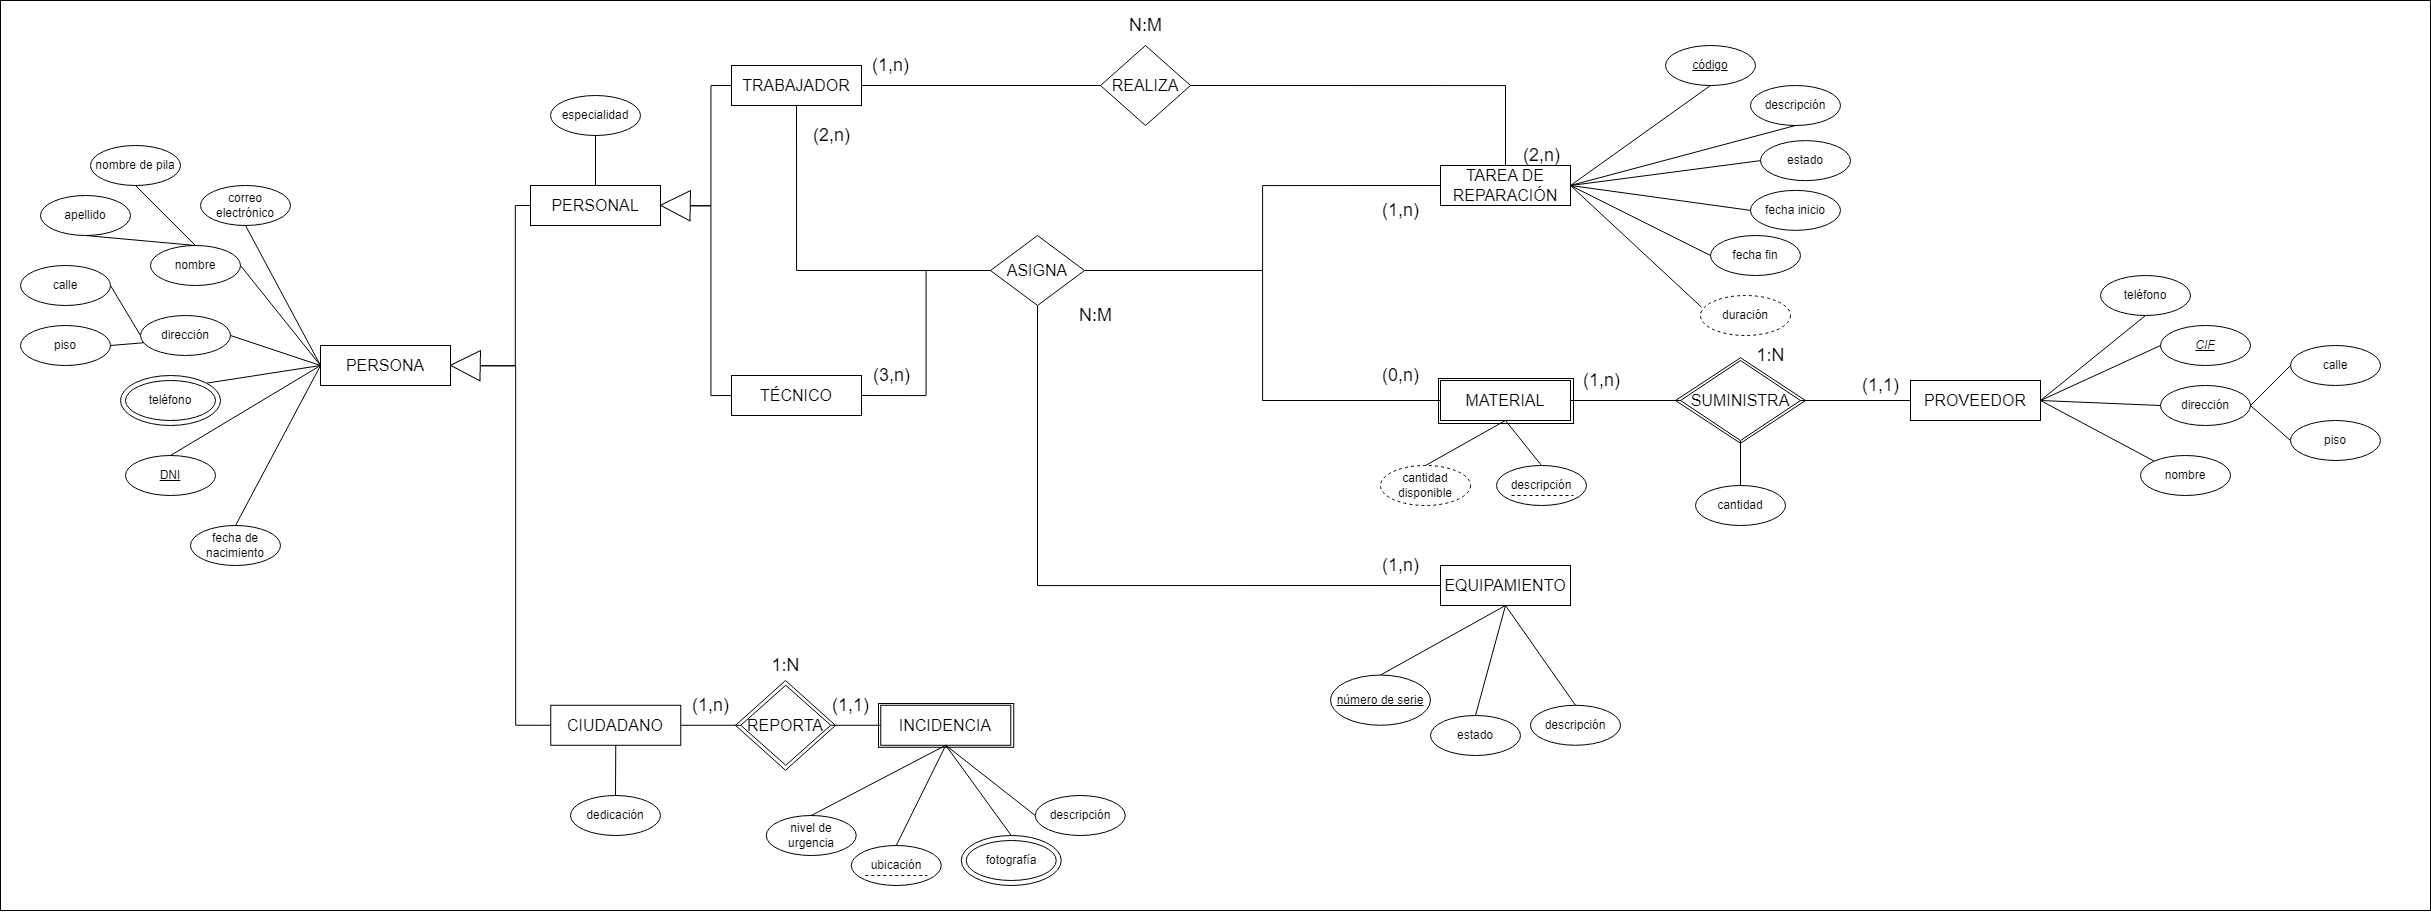 N:M
TRABAJADOR
(1,n)
REALIZA
código
descripción
especialidad
(2,n)
nombre de pila
estado
(2,n)
TAREA DE
REPARACIÓN
correo
electrónico
PERSONAL
apellido
(1,n)
fecha inicio
nombre
ASIGNA
fecha fin
calle
N:M
duración
teléfono
dirección
piso
CIF
1:N
PERSONA
calle
TÉCNICO
(3,n)
(0,n)
(1,n)
(1,1)
teléfono
MATERIAL
SUMINISTRA
PROVEEDOR
dirección
piso
DNI
cantidad
disponible
descripción
nombre
cantidad
fecha de
nacimiento
(1,n)
EQUIPAMIENTO
1:N
número de serie
(1,n)
(1,1)
CIUDADANO
REPORTA
INCIDENCIA
estado
descripción
dedicación
nivel de
urgencia
descripción
ubicación
fotografía